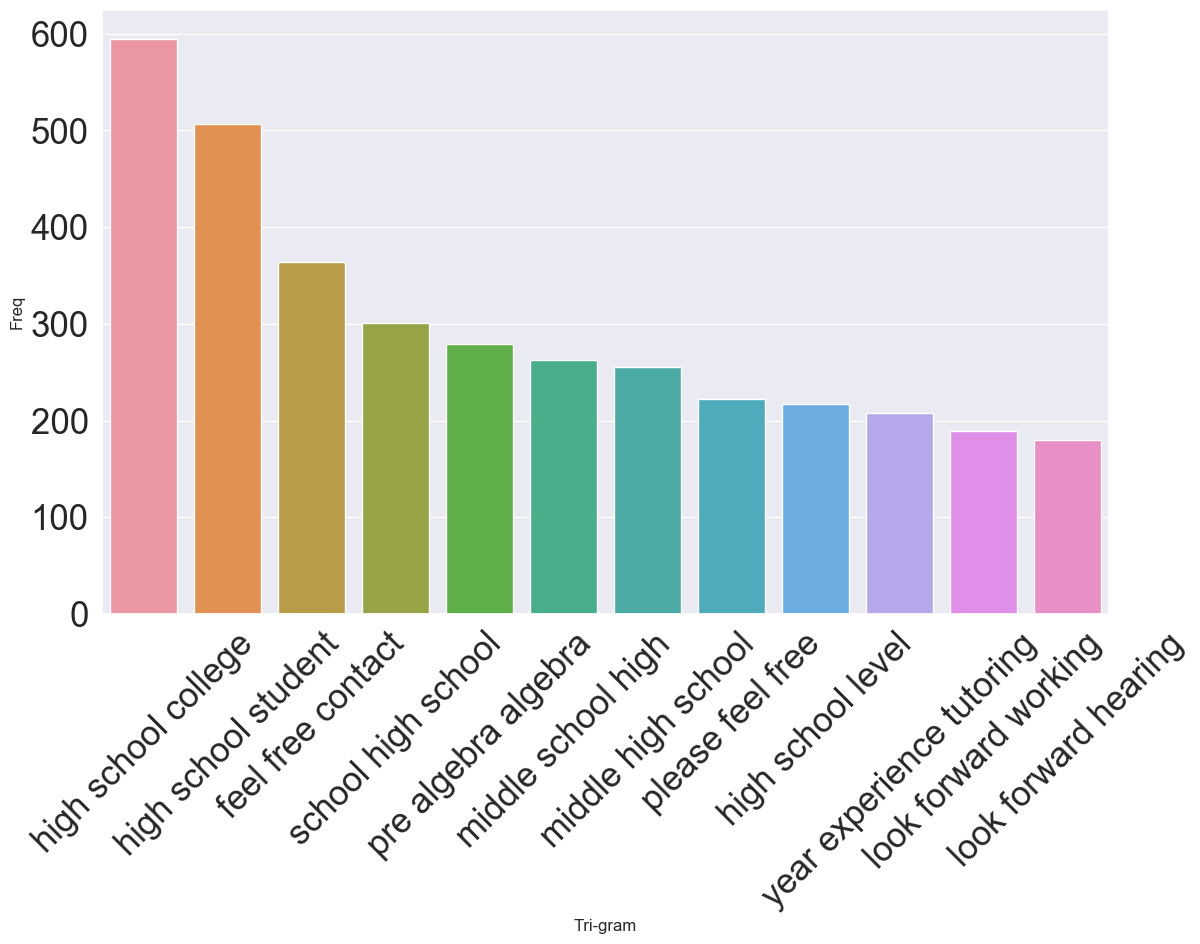 600
500
400
300
200
100
0
Freq
high school college
high school student
feel free contact
school high school
pre algebra algebra
middle school high
middle high school
please feel free
high school level
year experience tutoring
look forward working
look forward hearing
Tri-gram